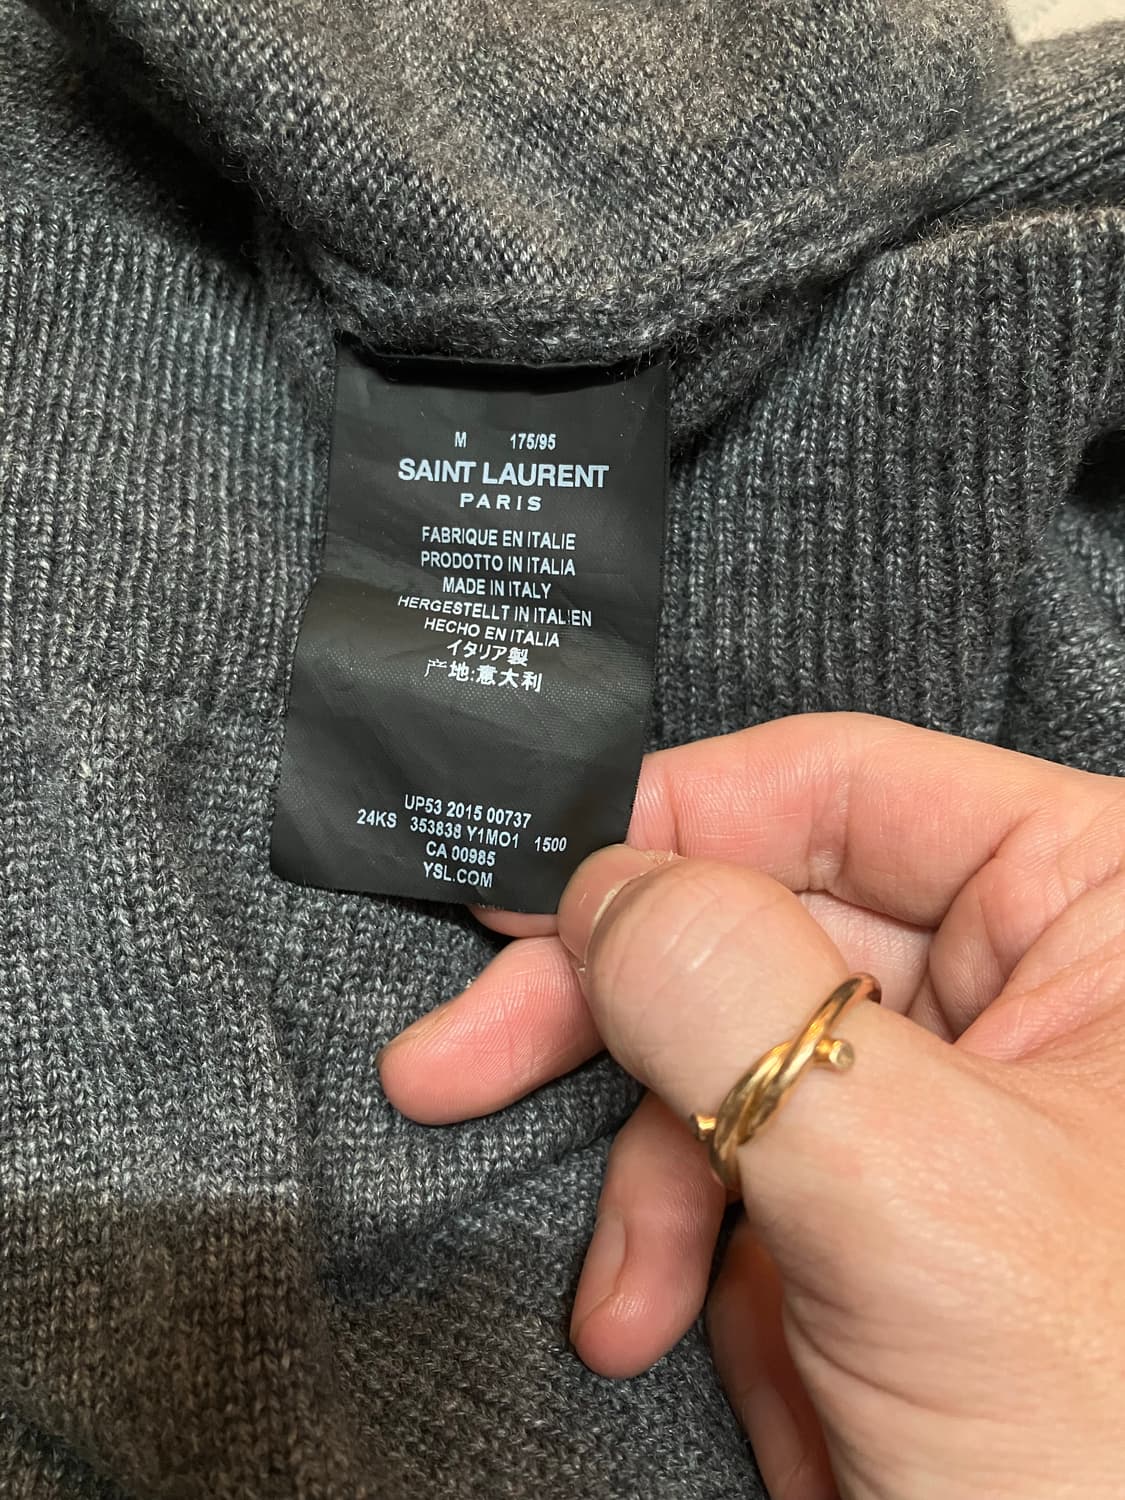 M 175/95
SAINT LAURENT
PARIS
FABRIQUE EN ITALIE
PRODOTTO IN ITALIA
MADE IN ITALY
HERGESTELLT IN ITALIEN
HECHO EN ITALIA
イタリア製
产地:意大利
UP53 2015 00737
24KS 353838 Y1MO1 1500
CA 00985
YSL.COM